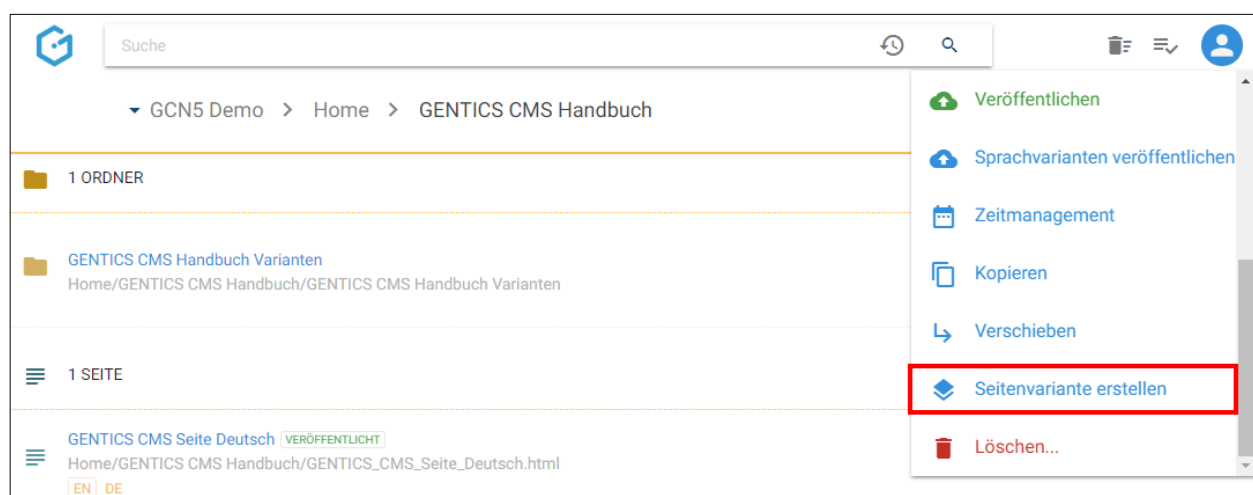 Suche
GCN5 Demo > Home > GENTICS CMS Handbuch
1 ORDNER
GENTICS CMS Handbuch Varianten
Home/GENTICS CMS Handbuch/GENTICS CMS Handbuch Varianten
1 SEITE
GENTICS CMS Seite Deutsch VERÖFFENTLICHT
Home/GENTICS CMS Handbuch/GENTICS_CMS_Seite_Deutsch.html
EN DE
Veröffentlichen
Sprachvarianten veröffentlichen
Zeitmanagement
Kopieren
Verschieben
Seitenvariante erstellen
Löschen...